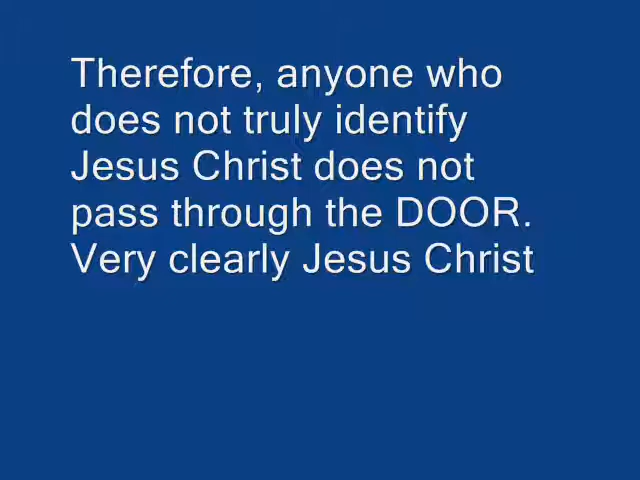 Therefore, anyone who
does not truly identify
Jesus Christ does not
pass through the DOOR.
Very clearly Jesus Christ